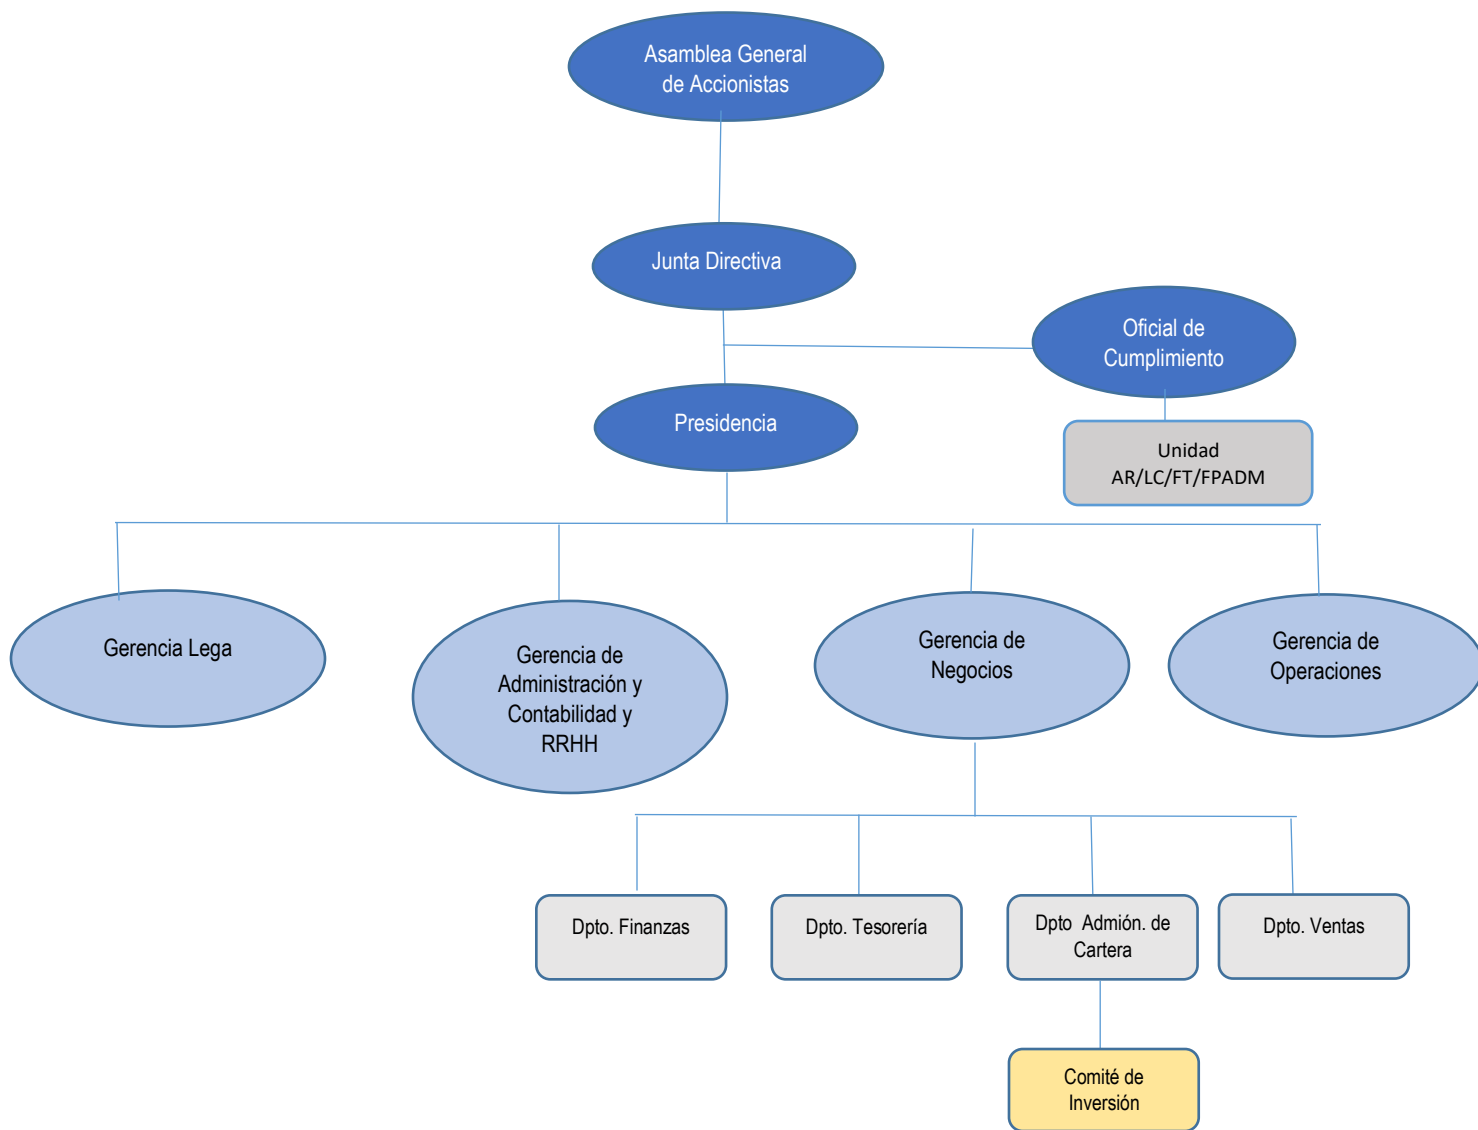 Asamblea General
de Accionistas
Junta Directiva
Oficial de
Cumplimiento
Presidencia
Unidad
AR/LC/FT/FPADM
Gerencia Lega
Gerencia de
Administración y
Contabilidad y
RRHH
Gerencia de
Negocios
Gerencia de
Operaciones
Dpto. Finanzas
Dpto. Tesorería
Dpto  Admión. de
Cartera
Dpto. Ventas
Comité de
Inversión